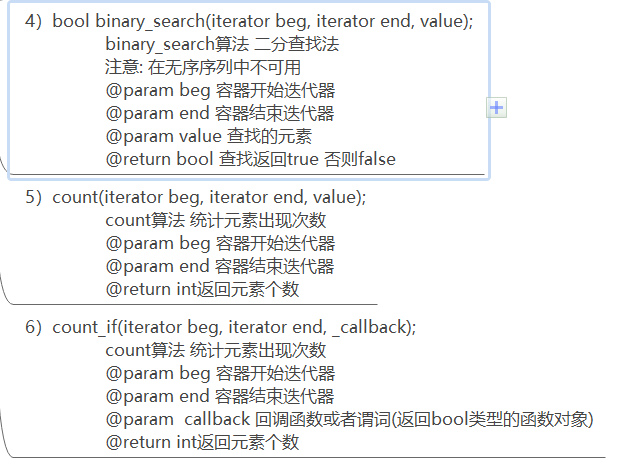 4）bool binary_search(iterator beg, iterator end, value);
binary_search算法 二分查找法
注意: 在无序序列中不可用
@param beg 容器开始迭代器
@param end 容器结束迭代器
@param value 查找的元素
@return bool 查找返回true 否则false
5）count(iterator beg, iterator end, value);
count算法 统计元素出现次数
@param beg 容器开始迭代器
@param end 容器结束迭代器
@return int返回元素个数
6）count_if(iterator beg, iterator end, _callback);
count算法 统计元素出现次数
@param beg 容器开始迭代器
@param end 容器结束迭代器
@param  callback 回调函数或者谓词(返回bool类型的函数对象)
@return int返回元素个数